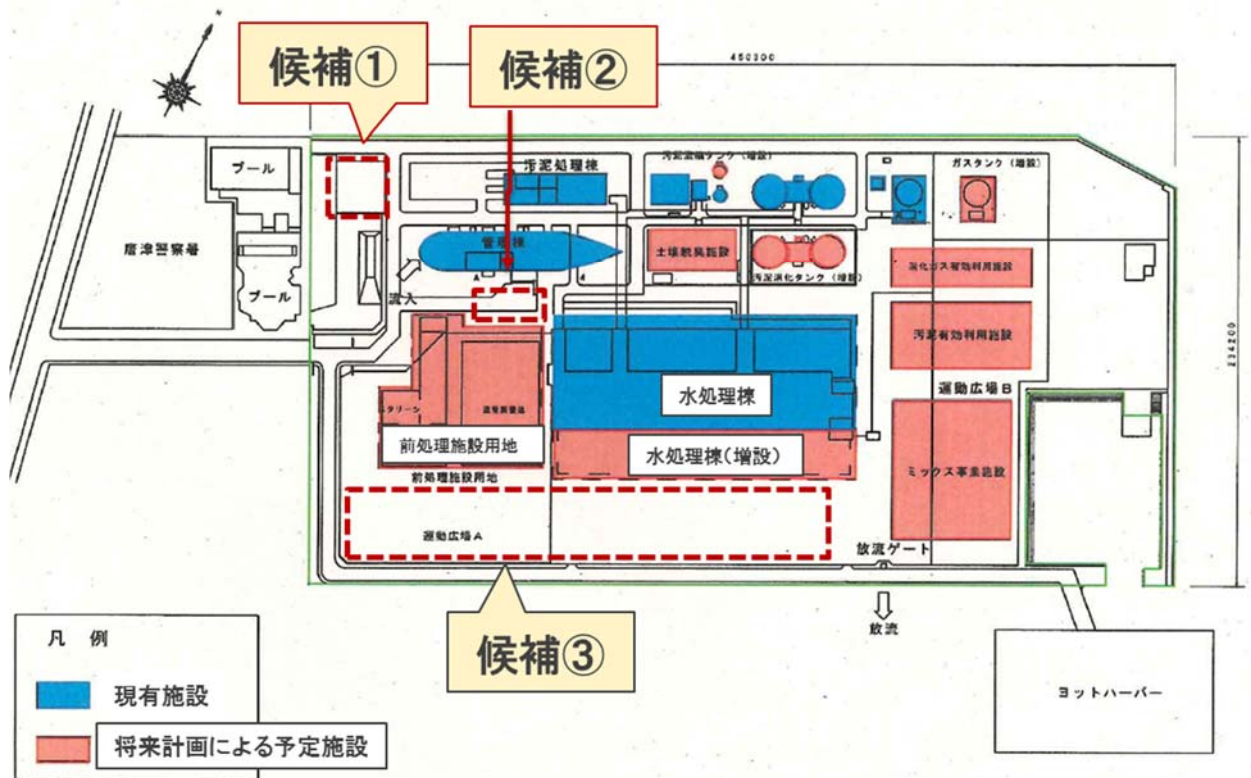 候補①
候補②
450300
プール
汚泥処理棟
汚泥濃縮タンク(増設)
ガスタンク(増設)
唐津警察署
管理棟
土壌脱臭施設
汚泥消化タンク(増設)
消化ガス有効利用施設
プール
流入
汚泥有効利用施設
234200
水処理棟
運動広場B
スクリーン
前処理施設用地
水処理棟(増設)
ミックス事業施設
前処理施設用地
運動広場A
放流ゲート
放流
候補③
凡 例
現有施設
将来計画による予定施設
ヨットハーバー